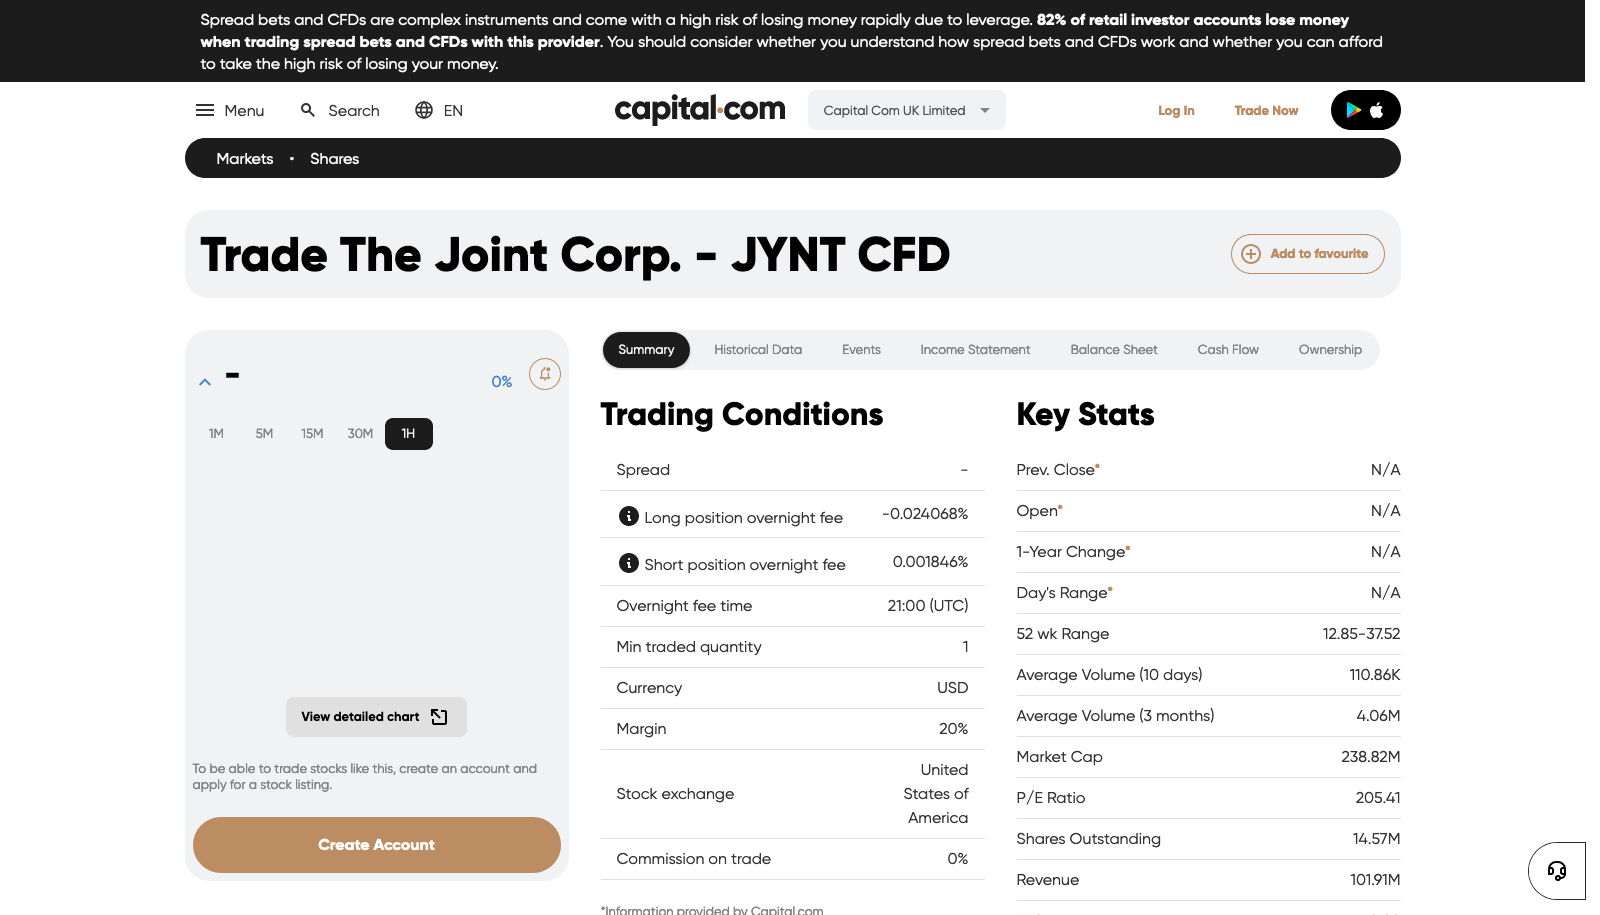 Spread bets and CFDs are complex instruments and come with a high risk of losing money rapidly due to leverage. 82% of retail investor accounts lose money
when trading spread bets and CFDs with this provider. You should consider whether you understand how spread bets and CFDs work and whether you can afford
to take the high risk of losing your money.
Menu Search EN capital.com Capital Com UK Limited Log In Trade Now
Markets • Shares
Trade The Joint Corp. - JYNT CFD
Add to favourite
- 0%
1M 5M 15M 30M 1H
View detailed chart
To be able to trade stocks like this, create an account and
apply for a stock listing.
Create Account
Summary Historical Data Events Income Statement Balance Sheet Cash Flow Ownership
Trading Conditions
Spread -
Long position overnight fee -0.024068%
Short position overnight fee 0.001846%
Overnight fee time 21:00 (UTC)
Min traded quantity 1
Currency USD
Margin 20%
Stock exchange United
States of
America
Commission on trade 0%
*Information provided by Capital.com
Key Stats
Prev. Close* N/A
Open* N/A
1-Year Change* N/A
Day's Range* N/A
52 wk Range 12.85-37.52
Average Volume (10 days) 110.86K
Average Volume (3 months) 4.06M
Market Cap 238.82M
P/E Ratio 205.41
Shares Outstanding 14.57M
Revenue 101.91M